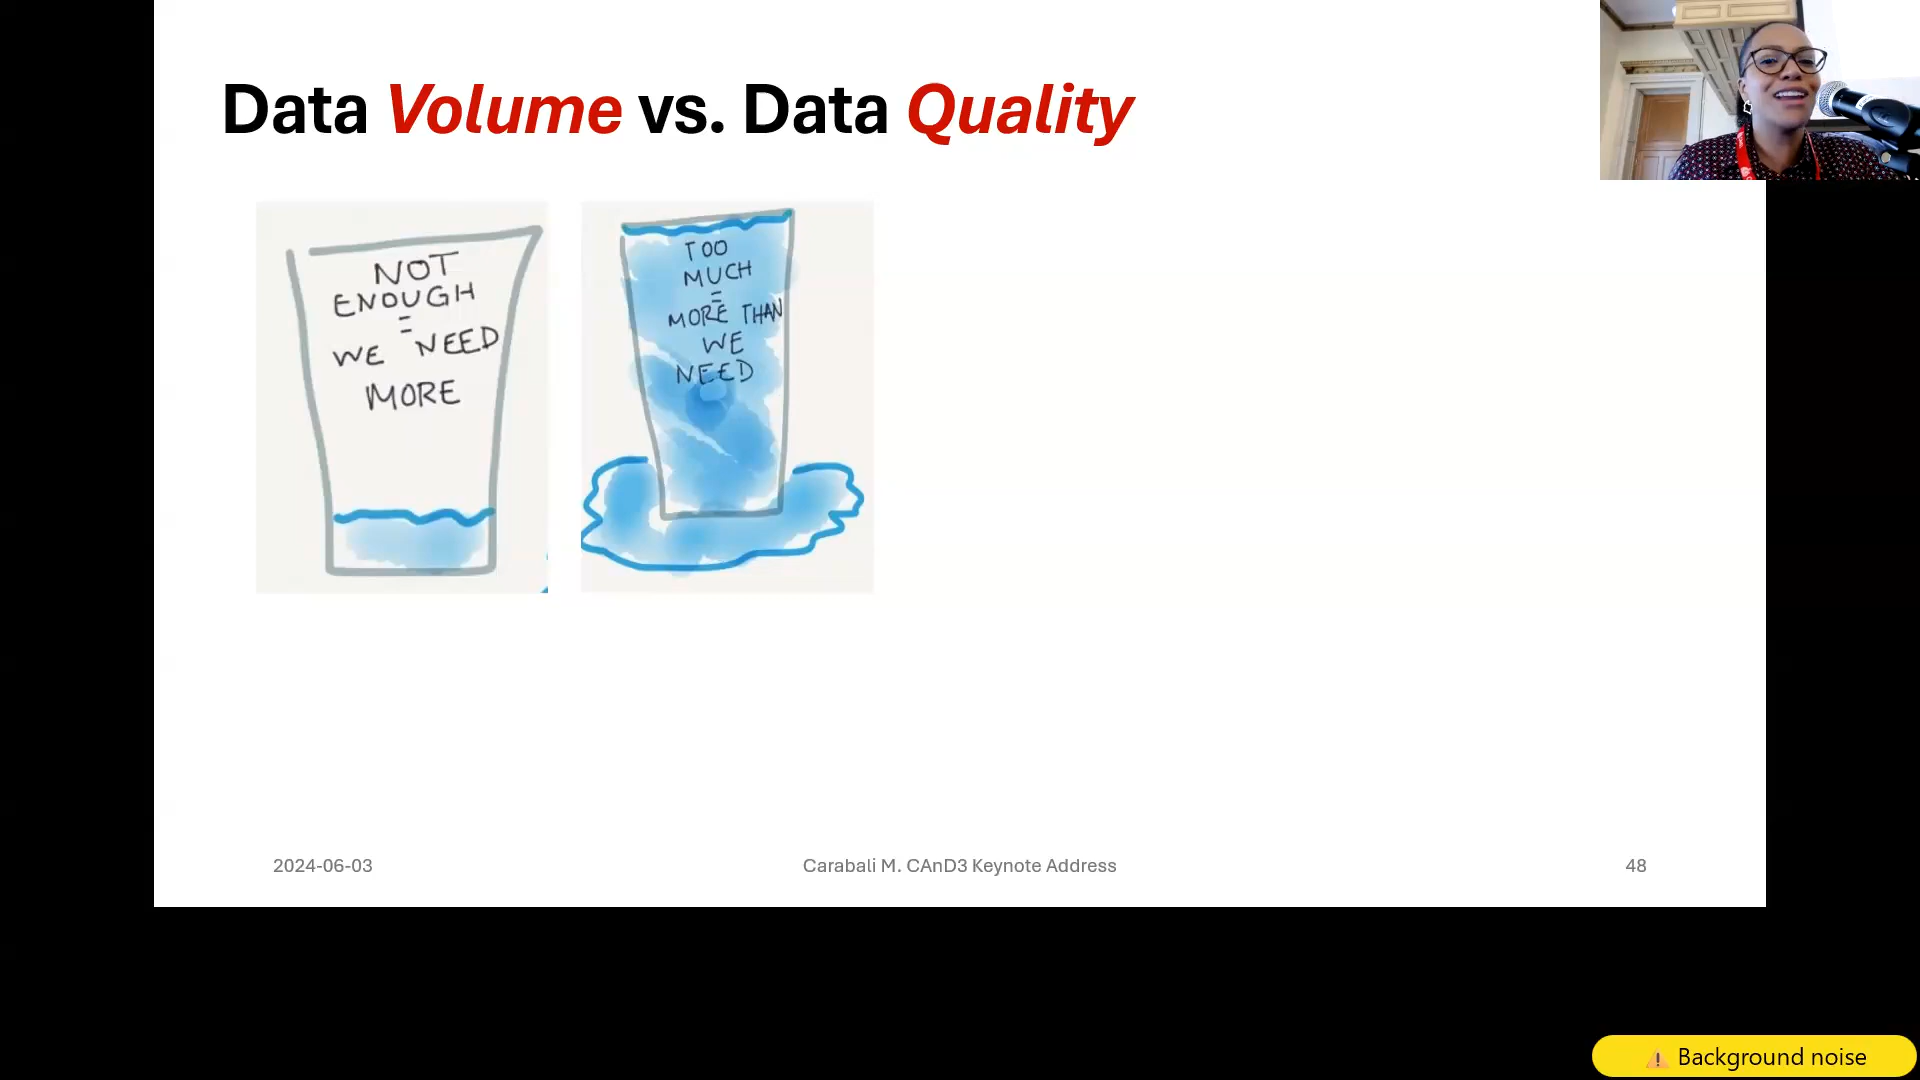 Data Volume vs. Data Quality
NOT
ENOUGH
=
WE NEED
MORE
TOO
MUCH
=
MORE THAN
WE
NEED
2024-06-03
Carabali M. CAnD3 Keynote Address
48
Background noise